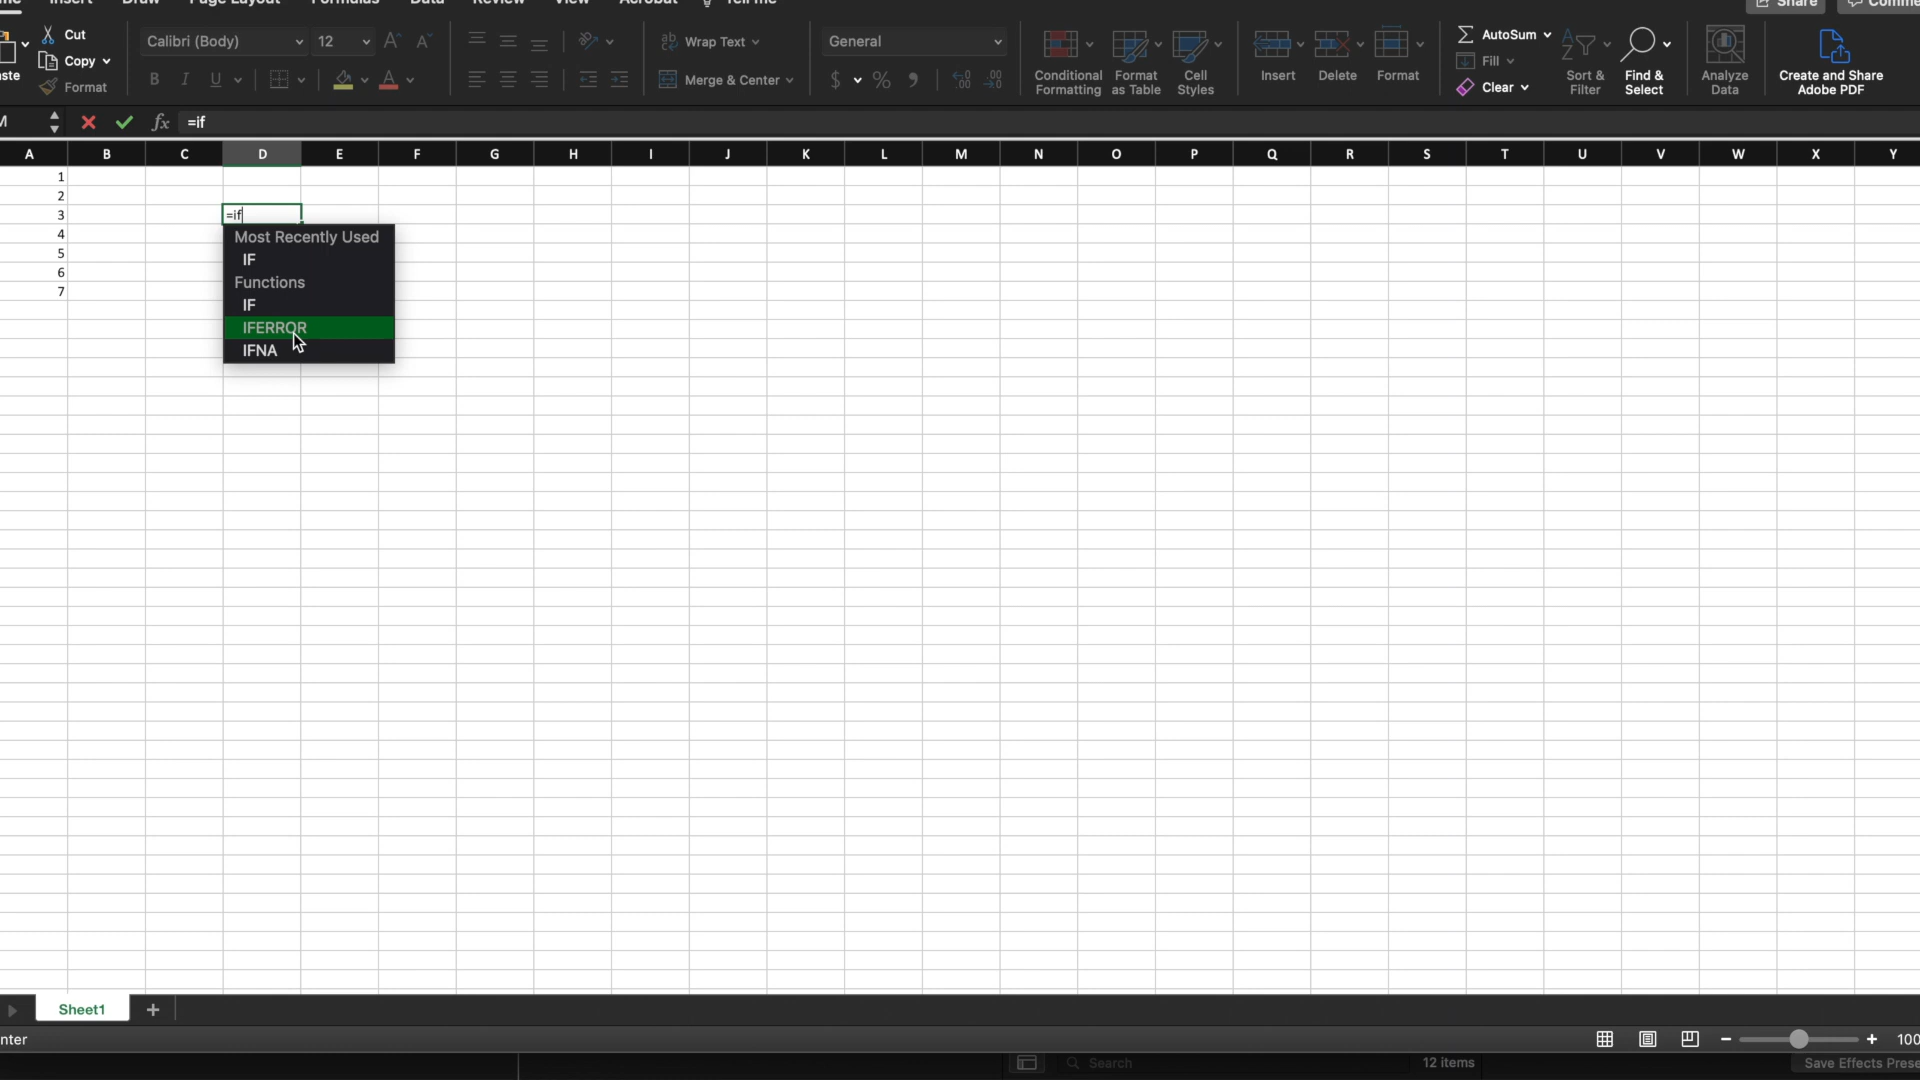 Insert Draw Page Layout Formulas Data Review View Acrobat Tell me Share
Cut
Copy
Format
Calibri (Body) 12
B I U
Wrap Text
Merge & Center
General
$ % 9
Conditional Formatting
Format as Table
Cell Styles
Insert
Delete
Format
AutoSum
Fill
Clear
Sort & Filter
Find & Select
Analyze Data
Create and Share Adobe PDF
fx =if
A B C D E F G H I J K L M N O P Q R S T U V W X Y
1
2
3 =if
4
5
6
7
Most Recently Used
IF
Functions
IF
IFERROR
IFNA
Sheet1 +
− + 100
Search 12 items Save Effects